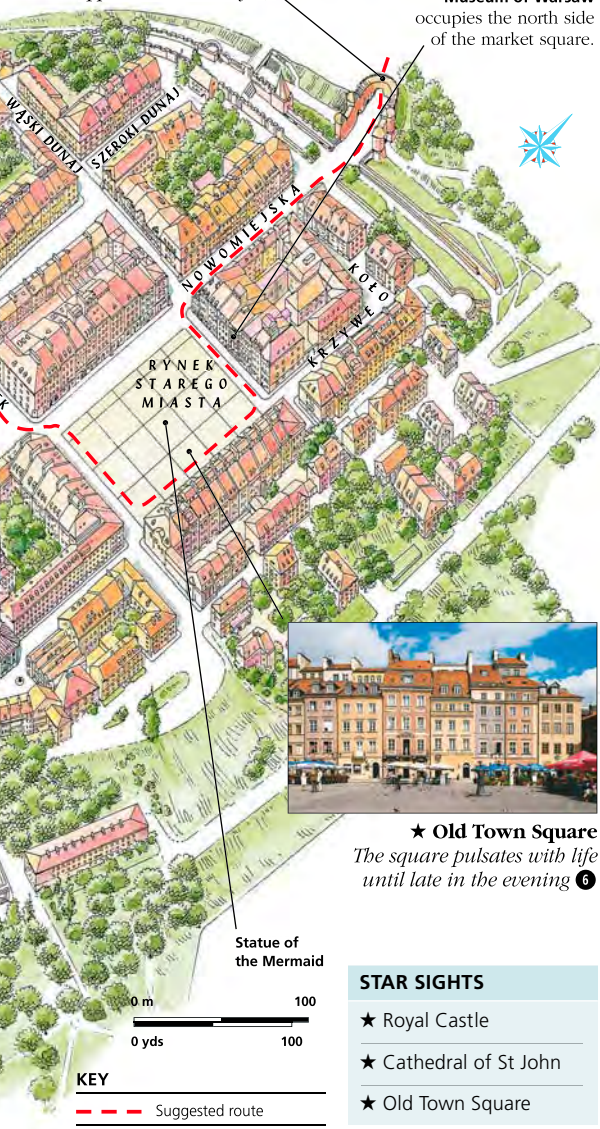 Museum of Warsaw
occupies the north side
of the market square.
WĄSKI DUNAJ
SZEROKI DUNAJ
NOWOMIEJSKA
KOŁO
KRZYWE
RYNEK
STAREGO
MIASTA
K
★ Old Town Square
The square pulsates with life
until late in the evening 6
Statue of
the Mermaid
0 m 100
0 yds 100
KEY
Suggested route
STAR SIGHTS
★ Royal Castle
★ Cathedral of St John
★ Old Town Square